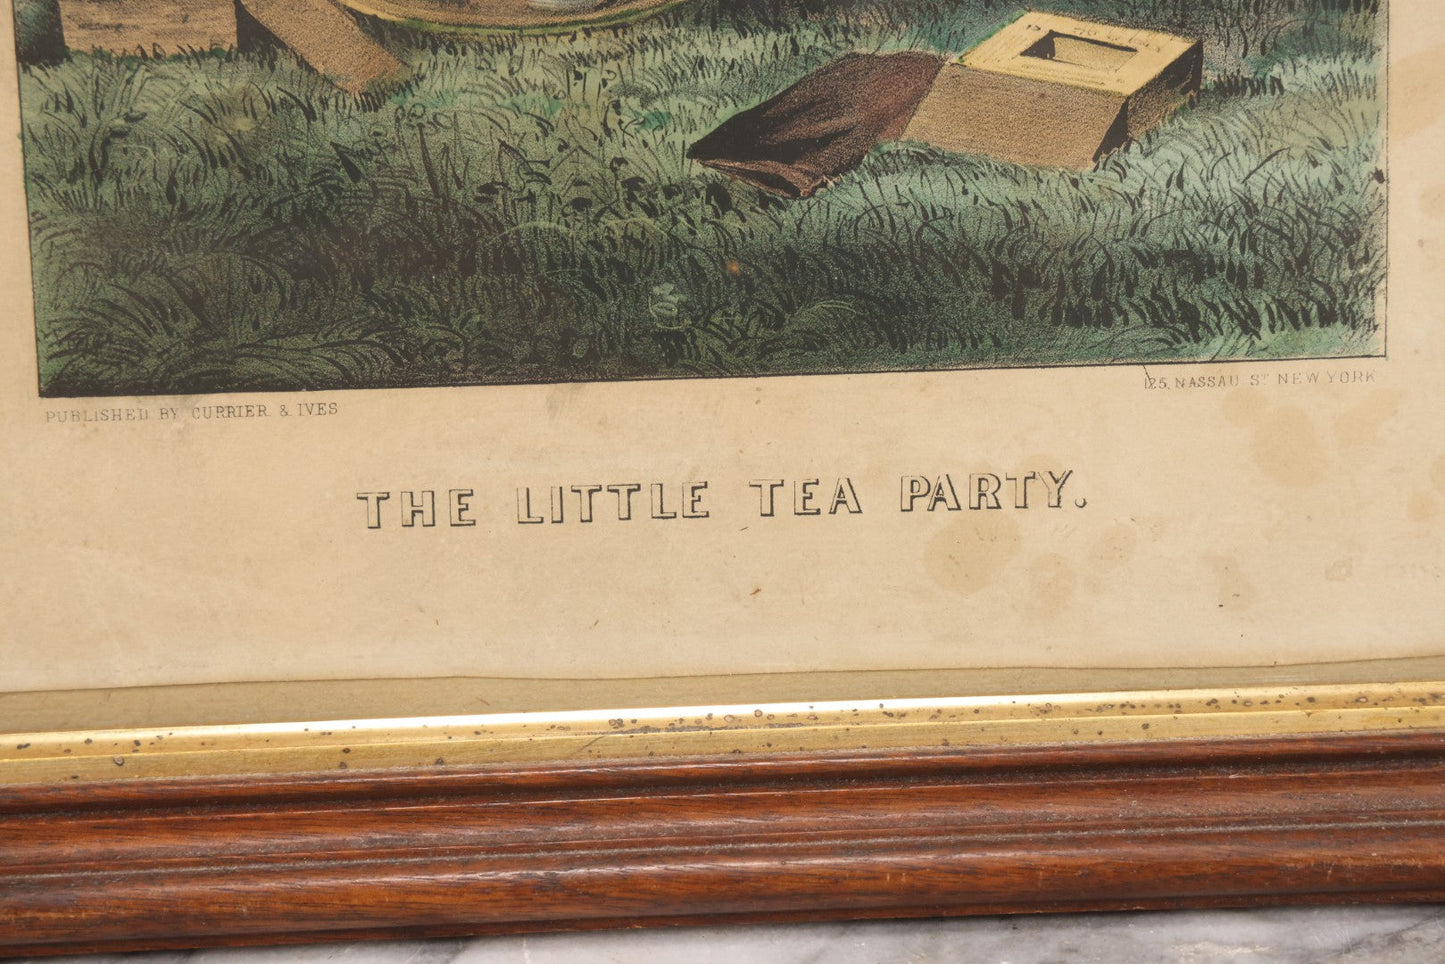 PUBLISHED BY CURRIER & IVES
125, NASSAU ST NEW YORK
THE LITTLE TEA PARTY.